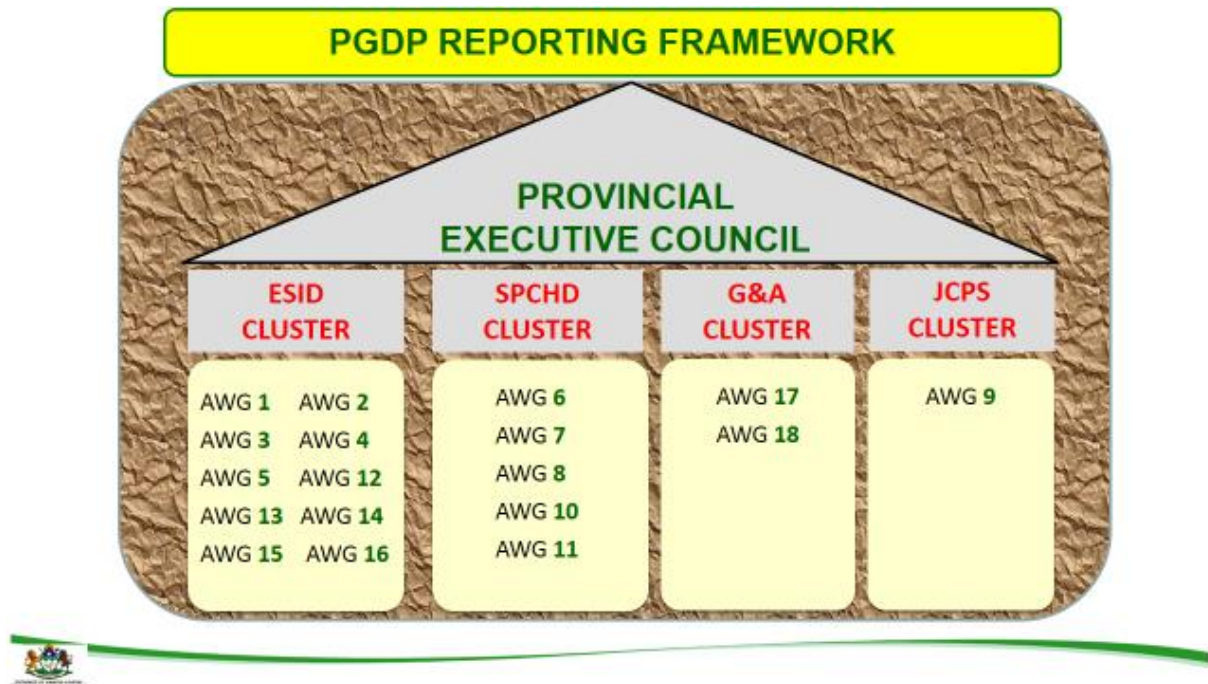 PGDP REPORTING FRAMEWORK
PROVINCIAL
EXECUTIVE COUNCIL
ESID
CLUSTER
AWG 1 AWG 2
AWG 3 AWG 4
AWG 5 AWG 12
AWG 13 AWG 14
AWG 15 AWG 16
SPCHD
CLUSTER
AWG 6
AWG 7
AWG 8
AWG 10
AWG 11
G&A
CLUSTER
AWG 17
AWG 18
JCPS
CLUSTER
AWG 9